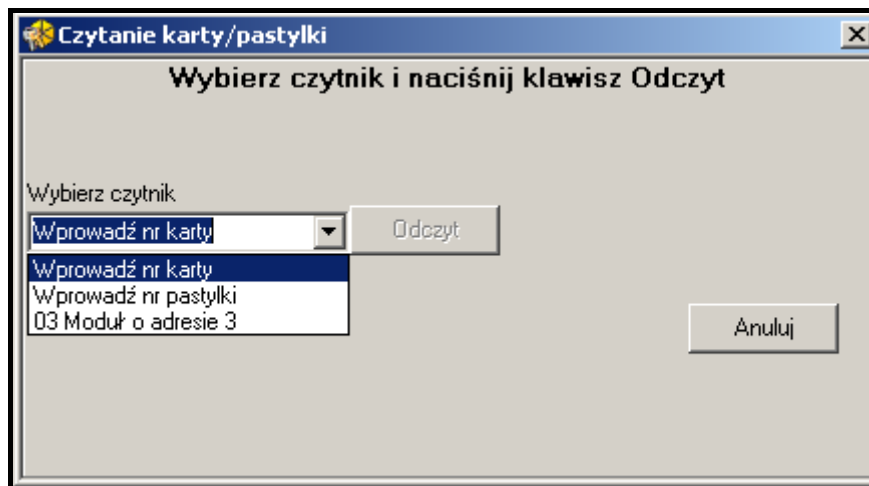 Czytanie karty/pastylki
Wybierz czytnik i naciśnij klawisz Odczyt
Wybierz czytnik
Wprowadź nr karty
Odczyt
Wprowadź nr karty
Wprowadź nr pastylki
03 Moduł o adresie 3
Anuluj